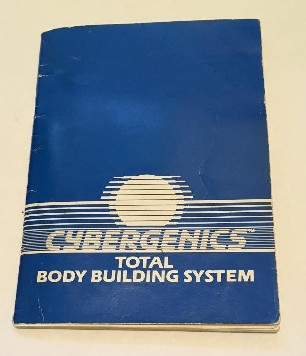 CYBERGENICS™
TOTAL
BODY BUILDING SYSTEM